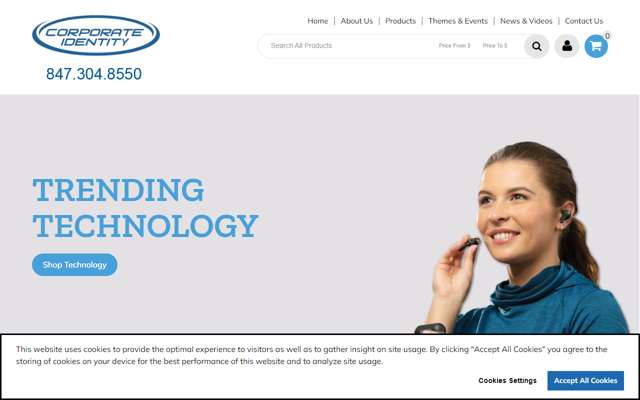 CORPORATE
IDENTITY
847.304.8550
Home | About Us | Products | Themes & Events | News & Videos | Contact Us
Search All Products
Price From $
Price To $
0
TRENDING
TECHNOLOGY
Shop Technology
This website uses cookies to provide the optimal experience to visitors as well as to gather insight on site usage. By clicking "Accept All Cookies" you agree to the
storing of cookies on your device for the best performance of this website and to analyze site usage.
Cookies Settings
Accept All Cookies